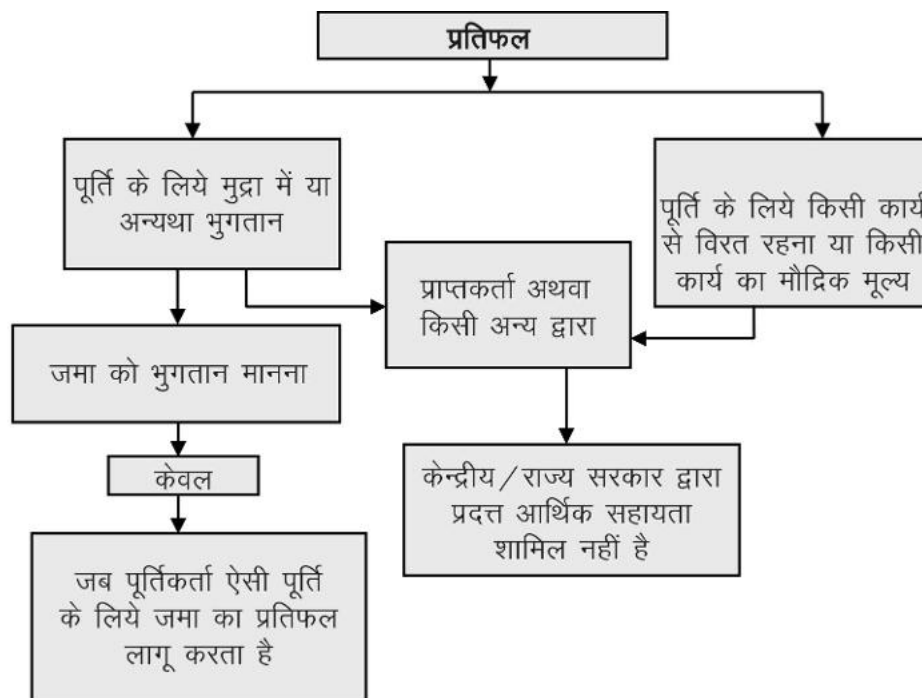 प्रतिफल
पूर्ति के लिये मुद्रा में या
अन्यथा भुगतान
पूर्ति के लिये किसी कार्य
से विरत रहना या किसी
कार्य का मौद्रिक मूल्य
प्राप्तकर्ता अथवा
किसी अन्य द्वारा
जमा को भुगतान मानना
केवल
केन्द्रीय/राज्य सरकार द्वारा
प्रदत्त आर्थिक सहायता
शामिल नहीं है
जब पूर्तिकर्ता ऐसी पूर्ति
के लिये जमा का प्रतिफल
लागू करता है